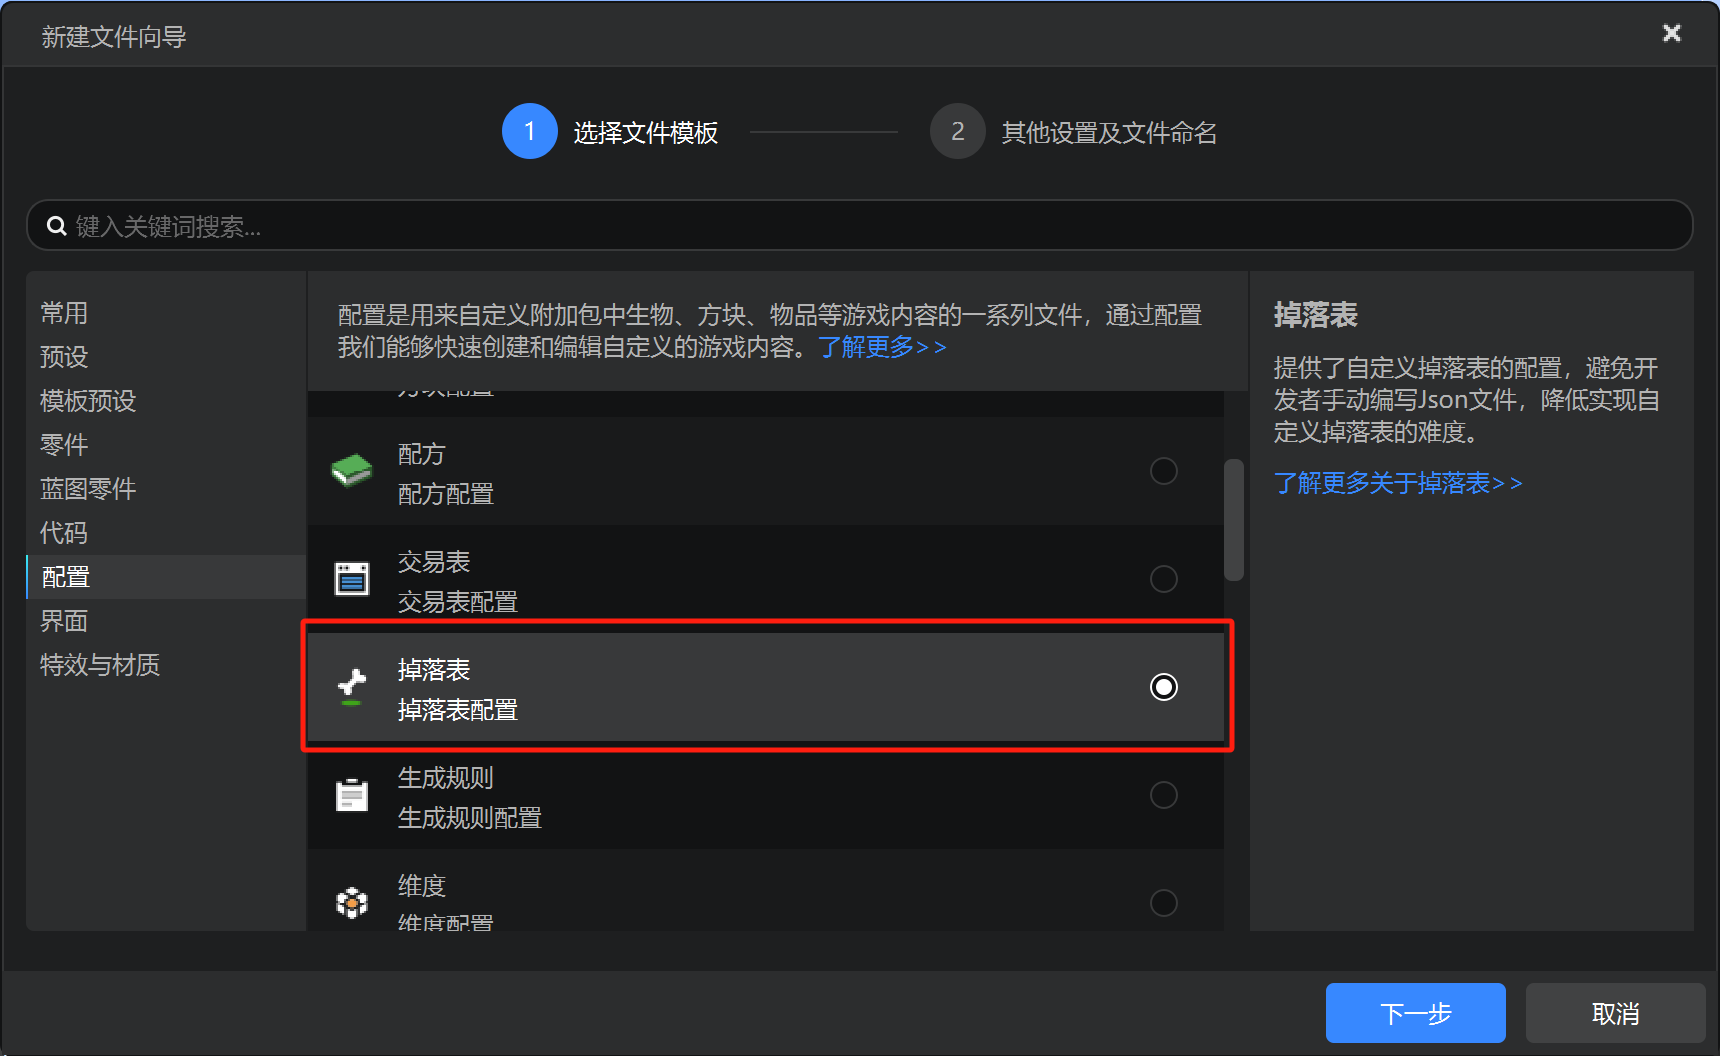 新建文件向导
1 选择文件模板
2 其他设置及文件命名
键入关键词搜索...
常用
预设
模板预设
零件
蓝图零件
代码
配置
界面
特效与材质
配置是用来自定义附加包中生物、方块、物品等游戏内容的一系列文件，通过配置
我们能够快速创建和编辑自定义的游戏内容。了解更多>>
方块配置
配方
配方配置
交易表
交易表配置
掉落表
掉落表配置
生成规则
生成规则配置
维度
维度配置
掉落表
提供了自定义掉落表的配置，避免开
发者手动编写Json文件，降低实现自
定义掉落表的难度。
了解更多关于掉落表>>
下一步
取消